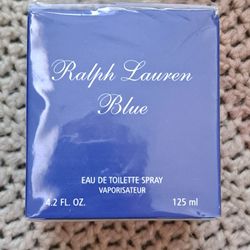 Ralph Lauren
Blue
EAU DE TOILETTE SPRAY
VAPORISATEUR
4.2 FL. OZ. 125 ml